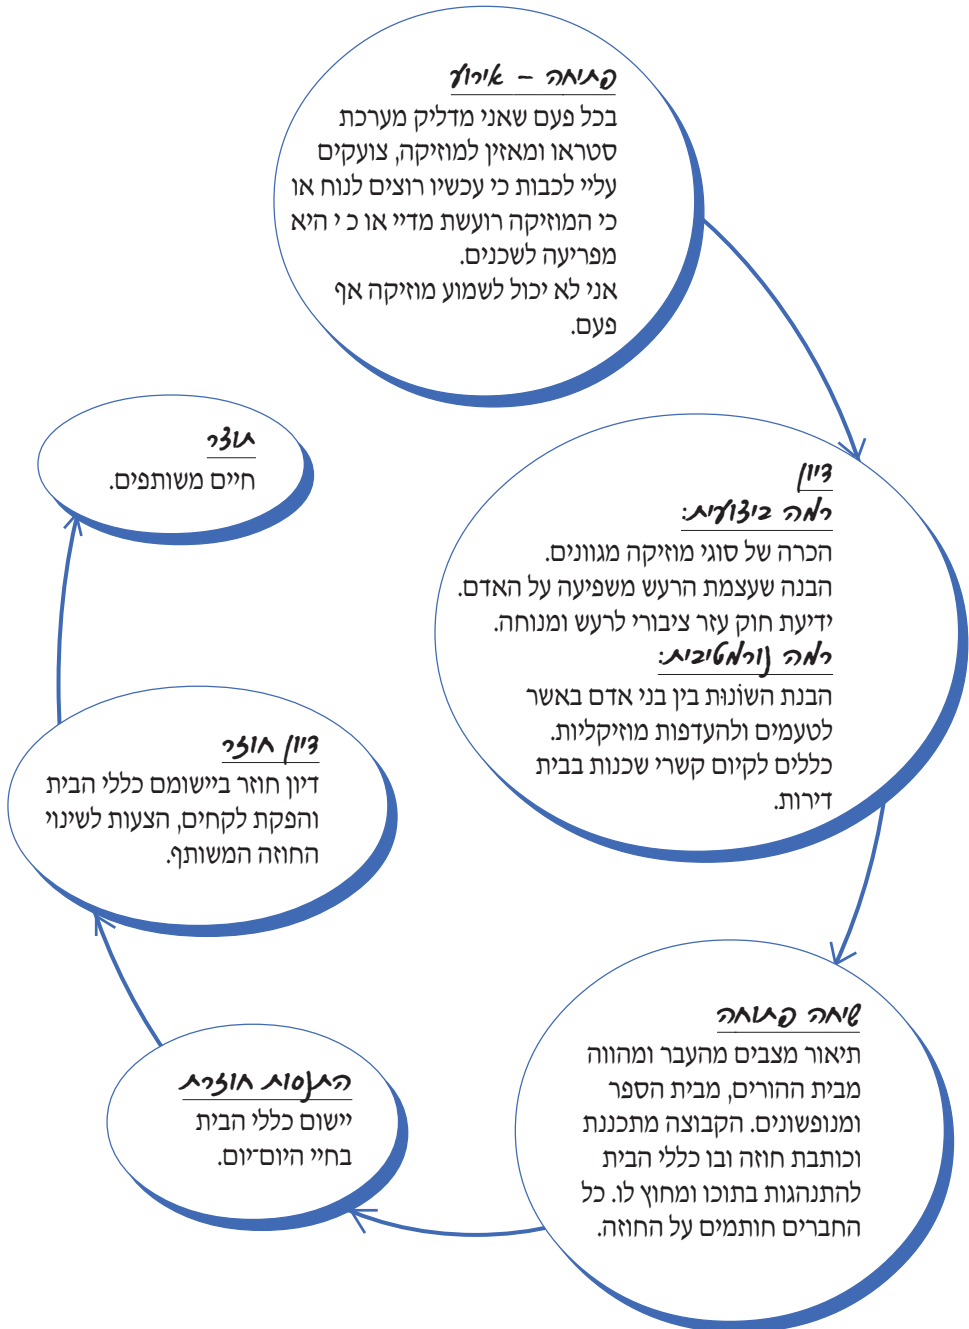 פתיחה – אירוע
בכל פעם שאני מדליק מערכת
סטראו ומאזין למוזיקה, צועקים
עליי לכבות כי עכשיו רוצים לנוח או
כי המוזיקה רועשת מדיי או כ י היא
מפריעה לשכנים.
אני לא יכול לשמוע מוזיקה אף
פעם.
דיון
רמה ביצועית:
הכרה של סוגי מוזיקה מגוונים.
הבנה שעצמת הרעש משפיעה על האדם.
ידיעת חוק עזר ציבורי לרעש ומנוחה.
רמה נורמטיבית:
הבנת השׁוֹנוּת בין בני אדם באשר
לטעמים ולהעדפות מוזיקליות.
כללים לקיום קשרי שכנות בבית
דירות.
שיחה פתוחה
תיאור מצבים מהעבר ומהווה
מבית ההורים, מבית הספר
ומנופשונים. הקבוצה מתכננת
וכותבת חוזה ובו כללי הבית
להתנהגות בתוכו ומחוץ לו. כל
החברים חותמים על החוזה.
התנסות חוזרת
יישום כללי הבית
בחיי היום־יום.
דיון חוזר
דיון חוזר ביישומם כללי הבית
והפקת לקחים, הצעות לשינוי
החוזה המשותף.
תוצר
חיים משותפים.